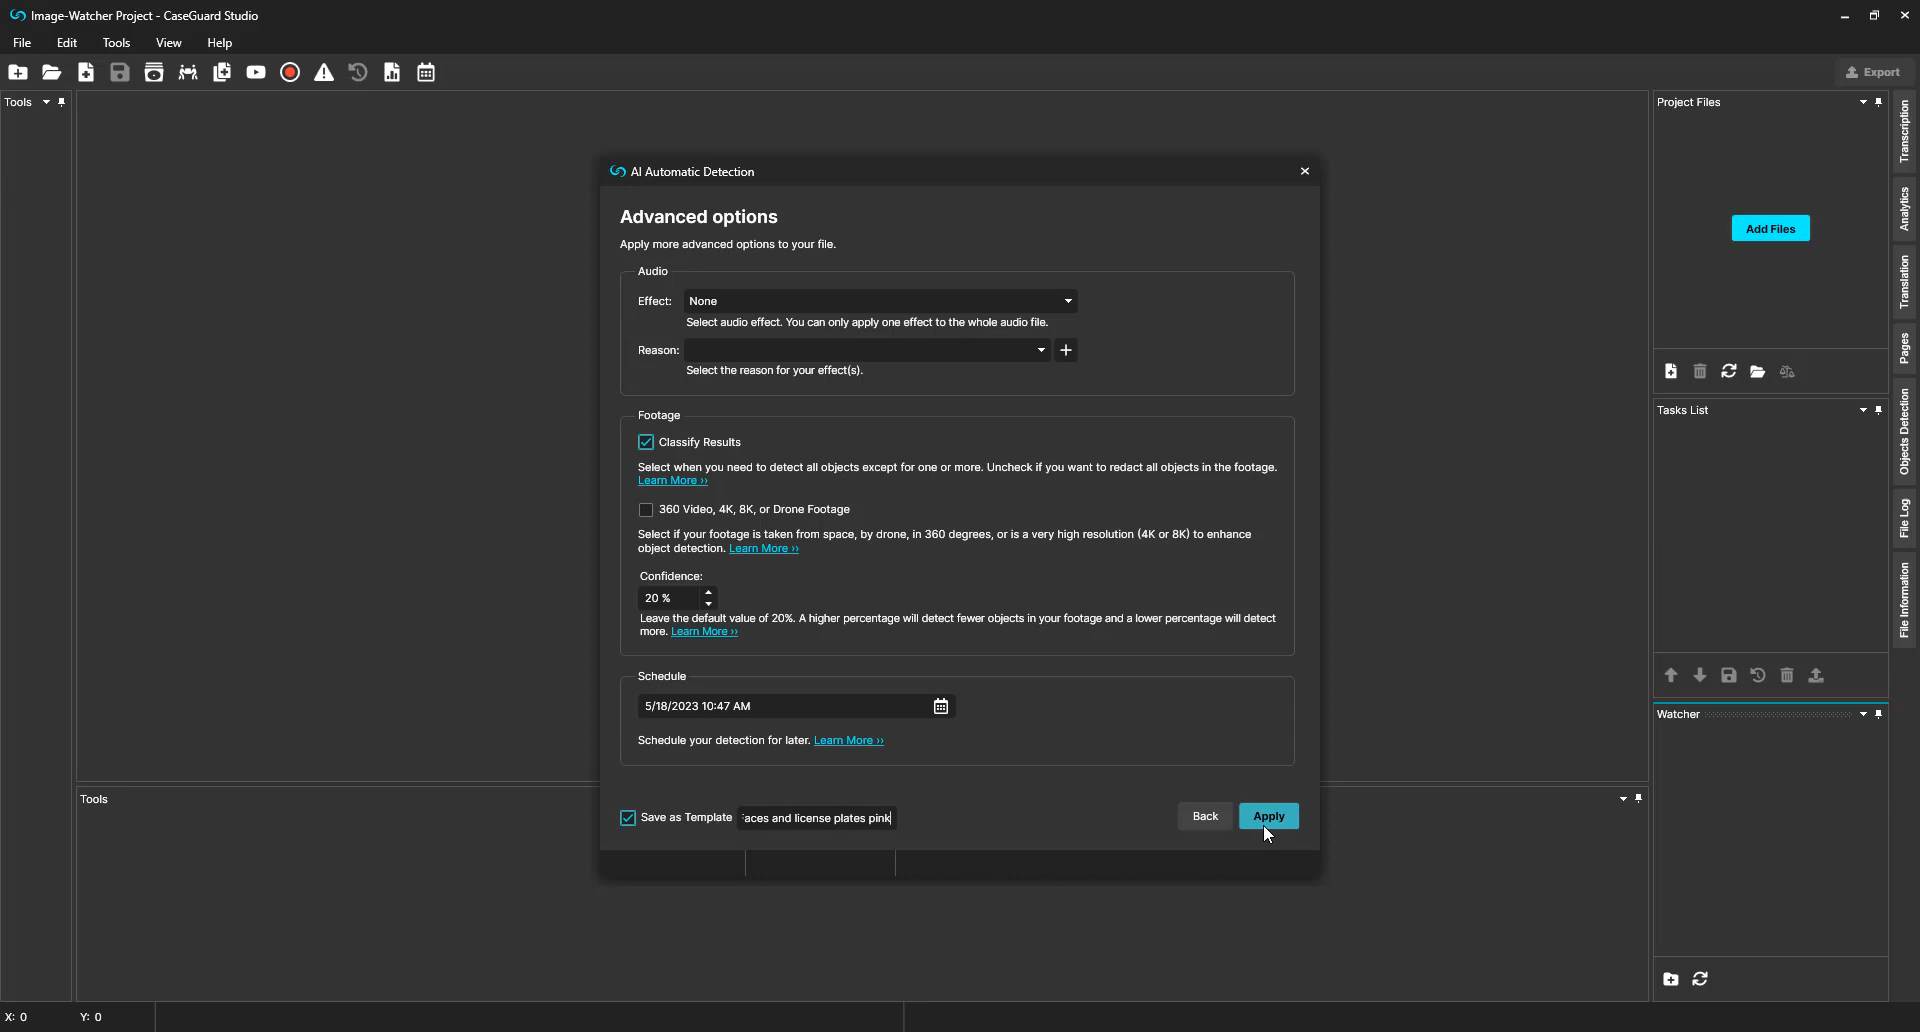 Image-Watcher Project - CaseGuard Studio
File Edit Tools View Help
Export
Tools
Project Files
Add Files
Transcription
Analytics
Translation
Pages
Objects Detection
File Log
File Information
AI Automatic Detection
Advanced options
Apply more advanced options to your file.
Audio
Effect: None
Select audio effect. You can only apply one effect to the whole audio file.
Reason:
Select the reason for your effect(s).
Footage
Classify Results
Select when you need to detect all objects except for one or more. Uncheck if you want to redact all objects in the footage.
Learn More ››
360 Video, 4K, 8K, or Drone Footage
Select if your footage is taken from space, by drone, in 360 degrees, or is a very high resolution (4K or 8K) to enhance
object detection. Learn More ››
Confidence:
20 %
Leave the default value of 20%. A higher percentage will detect fewer objects in your footage and a lower percentage will detect
more. Learn More ››
Schedule
5/18/2023 10:47 AM
Schedule your detection for later. Learn More ››
Save as Template aces and license plates pink
Back Apply
Tasks List
Watcher
Tools
X: 0 Y: 0